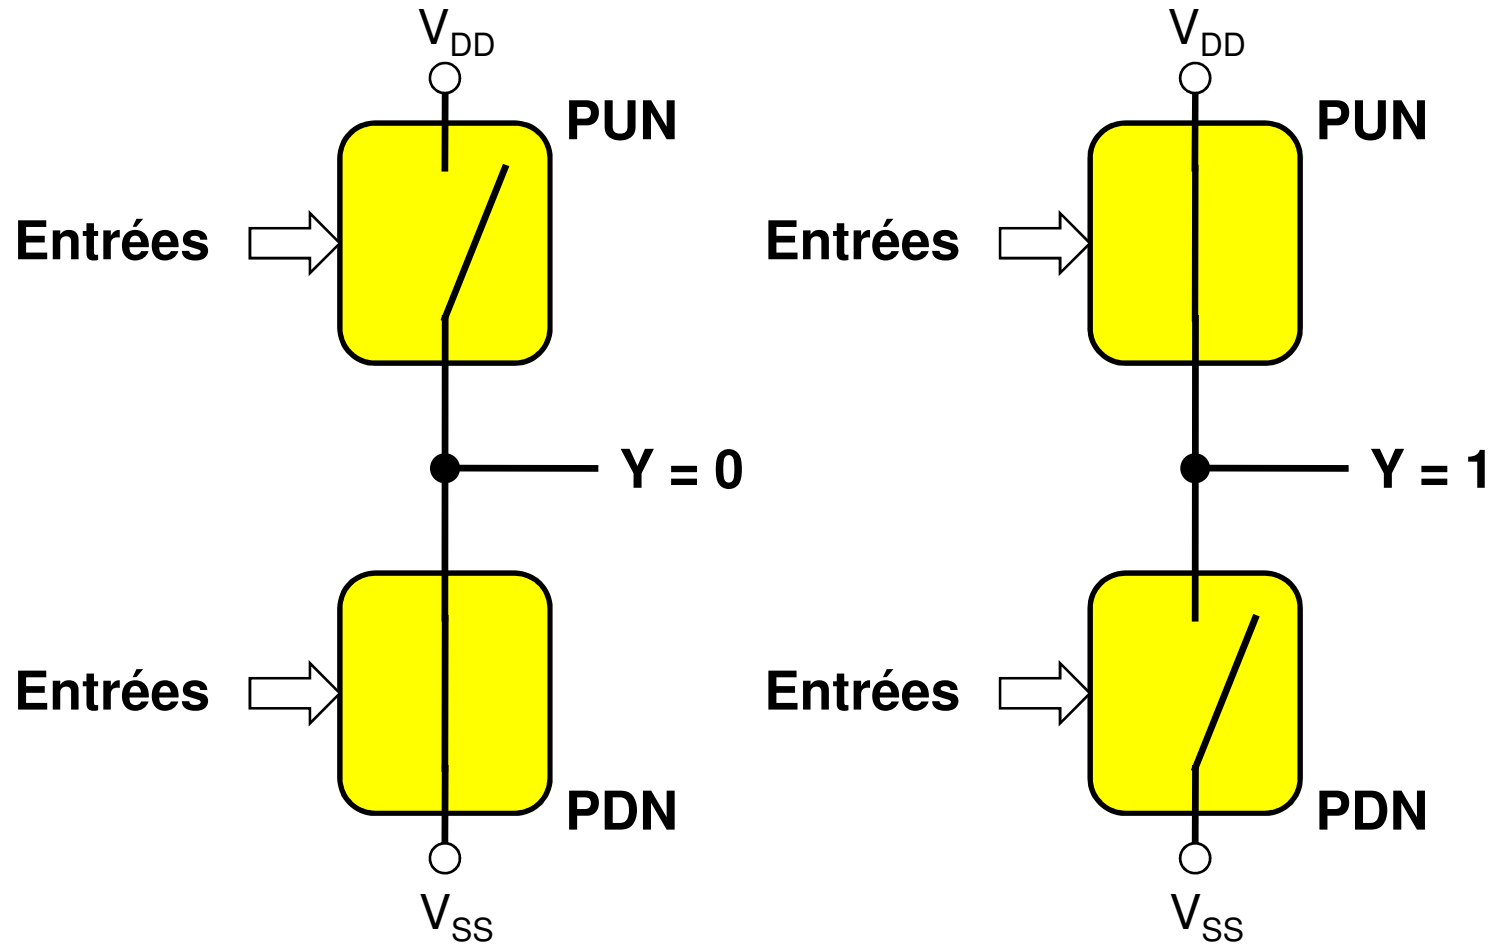 VDD
PUN
Entrées
Y = 0
Entrées
PDN
VSS
VDD
PUN
Entrées
Y = 1
Entrées
PDN
VSS